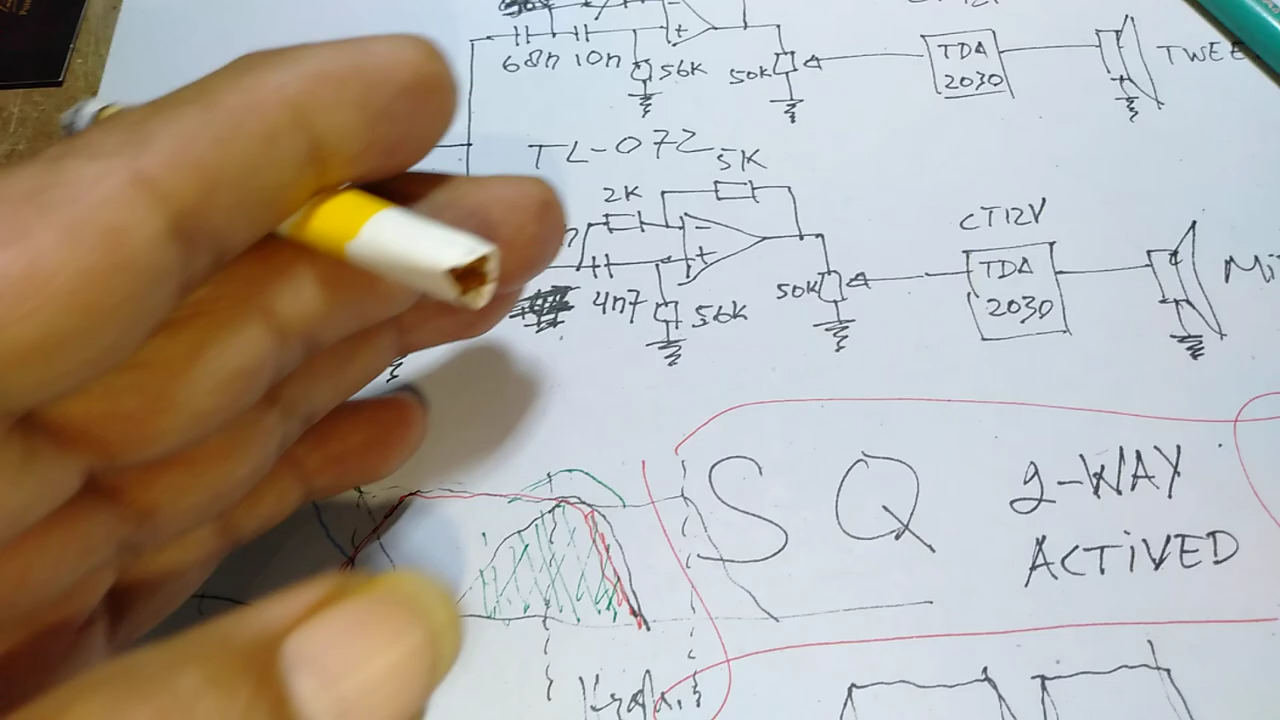 68n 10n 56K 50K TDA 2030 TWEE
TL-072
5K
2K
CT12V
4n7 56K 50K TDA 2030 Mi
SQ 2-WAY
ACTiVED